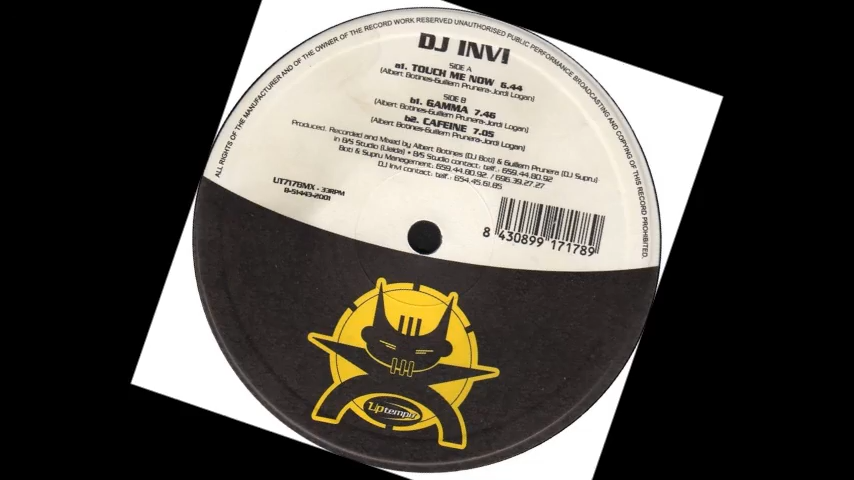 ALL RIGHTS OF THE MANUFACTURER AND OF THE OWNER OF THE RECORD WORK RESERVED UNAUTHORISED PUBLIC PERFORMANCE BROADCASTING AND COPYING OF THIS RECORD PROHIBITED.
DJ INVI
SIDE A
a1. TOUCH ME NOW 6.44
(Albert Botines-Guillem Prunera-Jordi Logan)
SIDE B
b1. GAMMA 7.46
(Albert Botines-Guillem Prunera-Jordi Logan)
b2. CAFEINE 7.05
(Albert Botines-Guillem Prunera-Jordi Logan)
Produced, Recorded and Mixed by Albert Botines (DJ Boti) & Guillem Prunera (DJ Supru)
in B/S Studio (Lleida) • B/S Studio contact: telf.: 659.44.80.92
Boti & Supru Management: 659.44.80.92. / 696.39.27.27
DJ Invi contact: telf.: 654.45.61.85
UT7178MX - 33RPM
B-51443-2001
8 430899 171789
Uptempo